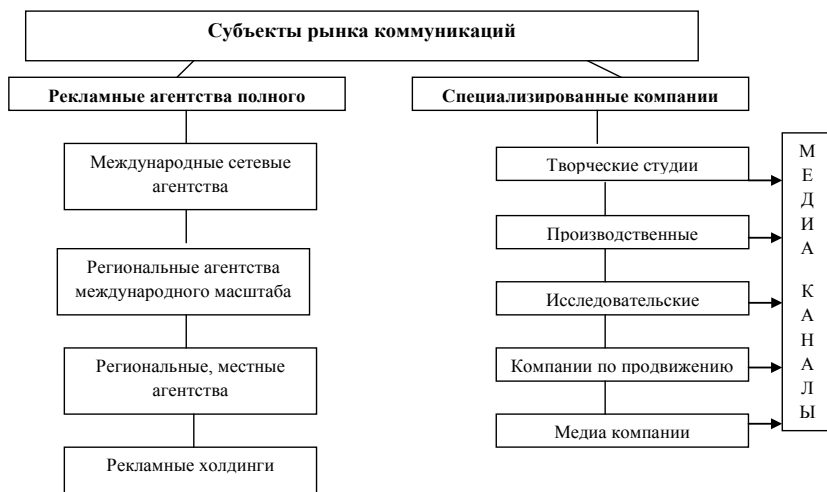 Субъекты рынка коммуникаций
Рекламные агентства полного
Международные сетевые
агентства
Региональные агентства
международного масштаба
Региональные, местные
агентства
Рекламные холдинги
Специализированные компании
Творческие студии
Производственные
Исследовательские
Компании по продвижению
Медиа компании
М
Е
Д
И
А
К
А
Н
А
Л
Ы